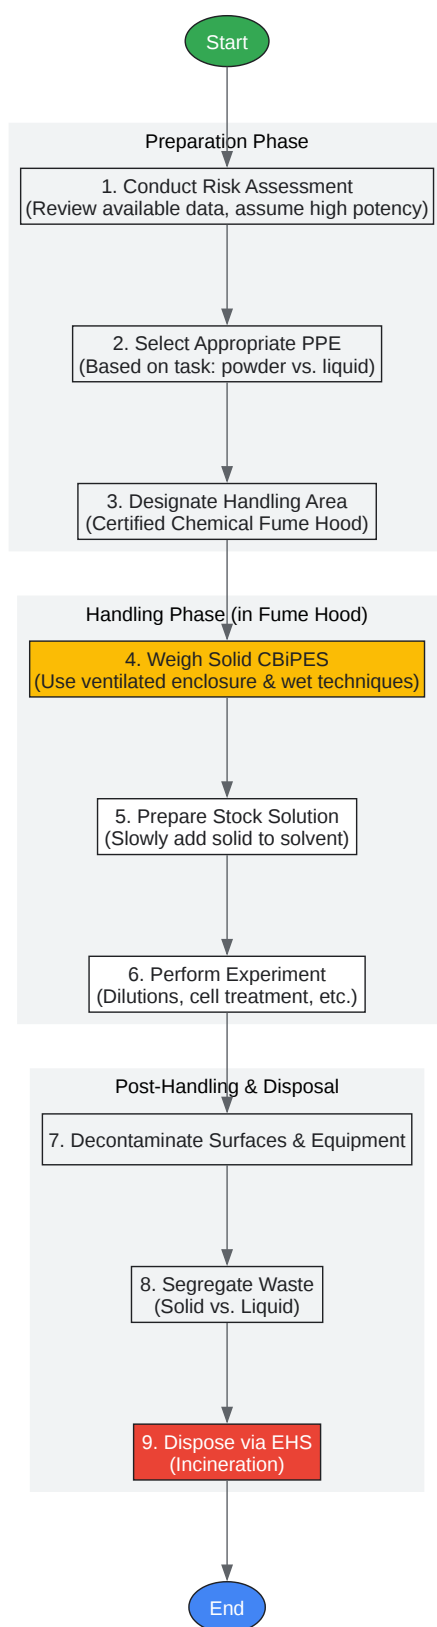 Start
Preparation Phase
1. Conduct Risk Assessment
(Review available data, assume high potency)
2. Select Appropriate PPE
(Based on task: powder vs. liquid)
3. Designate Handling Area
(Certified Chemical Fume Hood)
Handling Phase (in Fume Hood)
4. Weigh Solid CBiPES
(Use ventilated enclosure & wet techniques)
5. Prepare Stock Solution
(Slowly add solid to solvent)
6. Perform Experiment
(Dilutions, cell treatment, etc.)
Post-Handling & Disposal
7. Decontaminate Surfaces & Equipment
8. Segregate Waste
(Solid vs. Liquid)
9. Dispose via EHS
(Incineration)
End